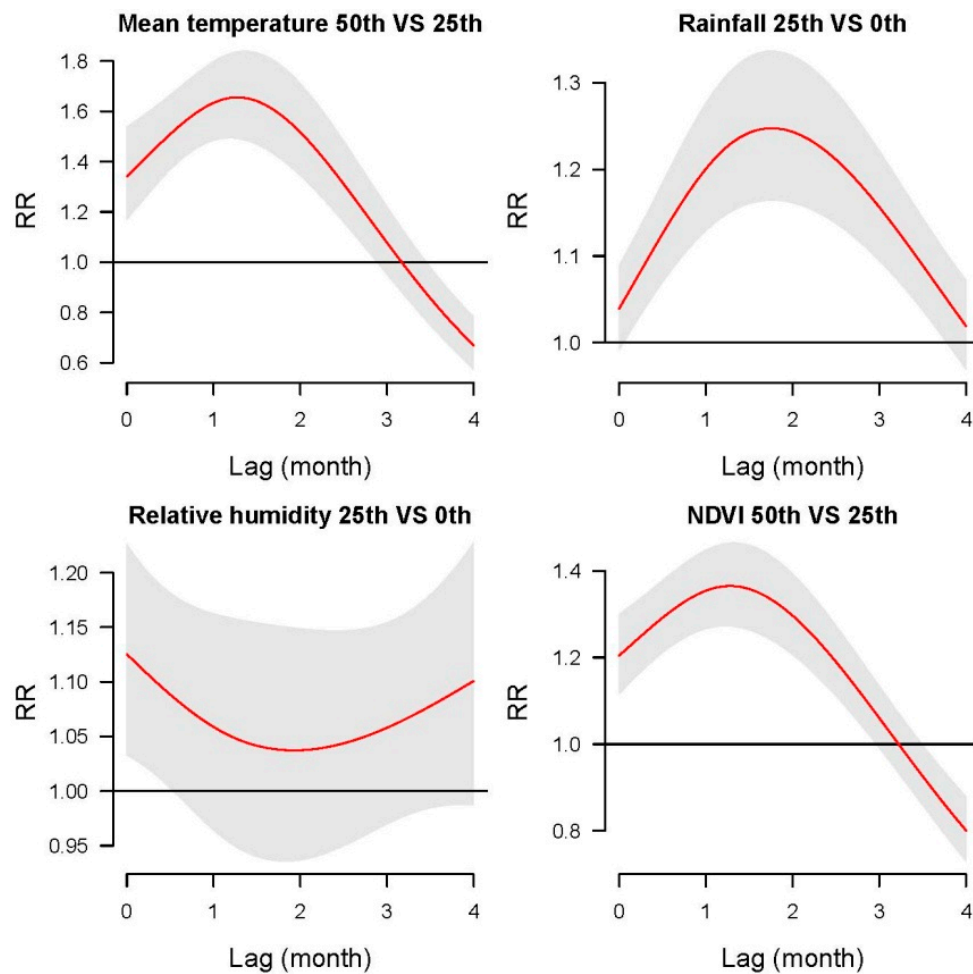 Mean temperature 50th VS 25th
1.8
1.6
1.4
1.2
1.0
0.8
0.6
RR
0 1 2 3 4
Lag (month)
Rainfall 25th VS 0th
1.3
1.2
1.1
1.0
RR
0 1 2 3 4
Lag (month)
Relative humidity 25th VS 0th
1.20
1.15
1.10
1.05
1.00
0.95
RR
0 1 2 3 4
Lag (month)
NDVI 50th VS 25th
1.4
1.2
1.0
0.8
RR
0 1 2 3 4
Lag (month)